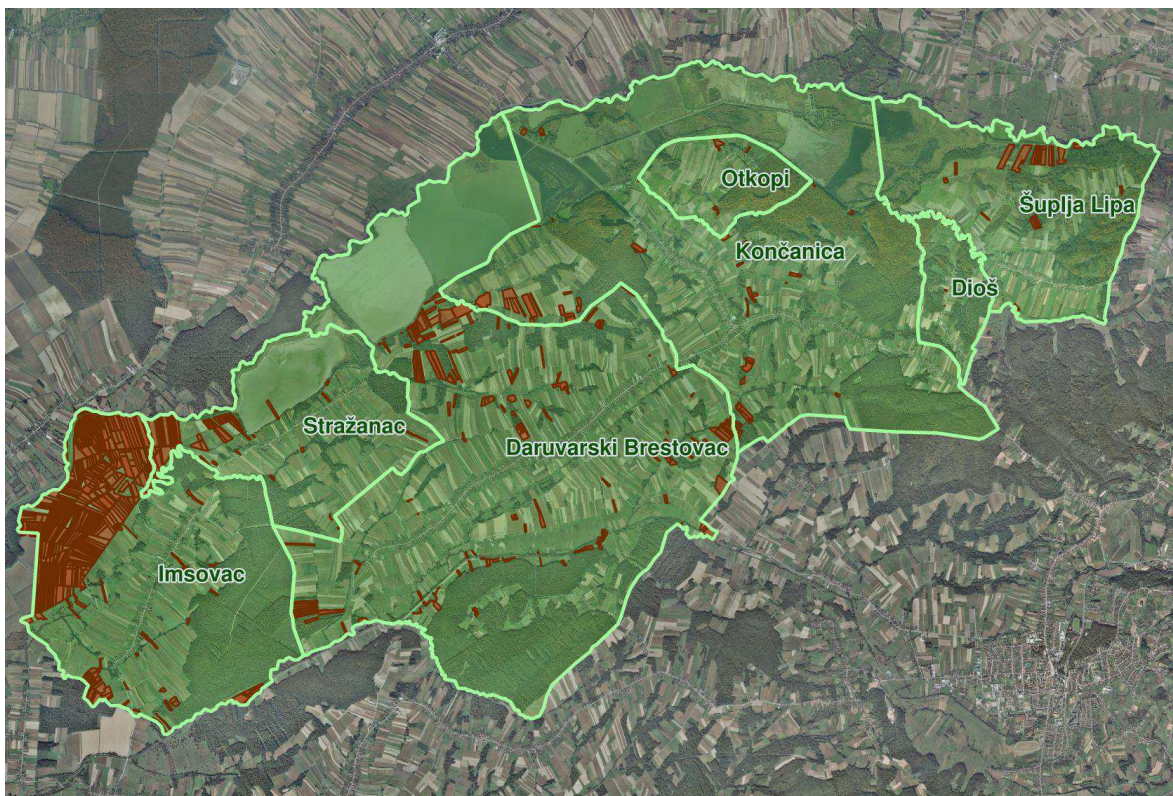 Otkopi
Šuplja Lipa
Končanica
Dioš
Stražanac
Daruvarski Brestovac
Imsovac